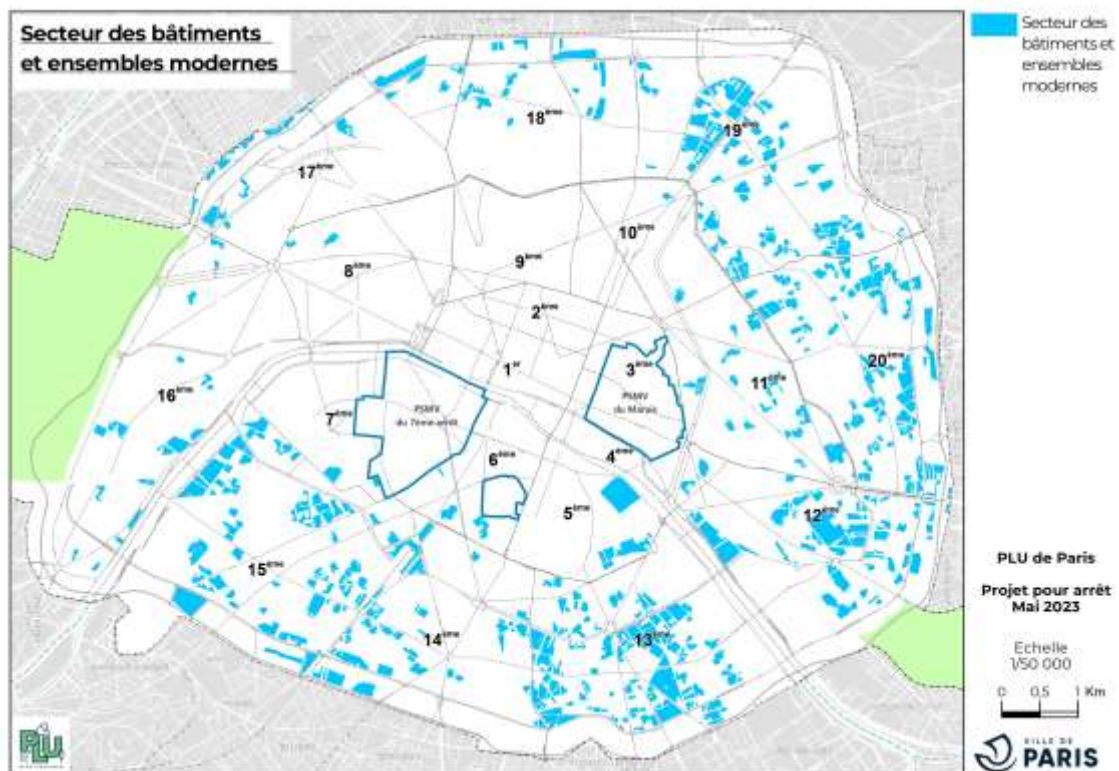 Secteur des bâtiments
et ensembles modernes
Secteur des
bâtiments et
ensembles
modernes
18ème
19ème
17ème
10ème
9ème
8ème
2ème
1er
3ème
PSMV
du Marais
20ème
11ème
16ème
7ème
PSMV
du 7ème arrdt
6ème
4ème
5ème
12ème
15ème
14ème
13ème
PLU de Paris
Projet pour arrêt
Mai 2023
Echelle
1/50 000
0 0,5 1 Km
PLU
VILLE DE
PARIS